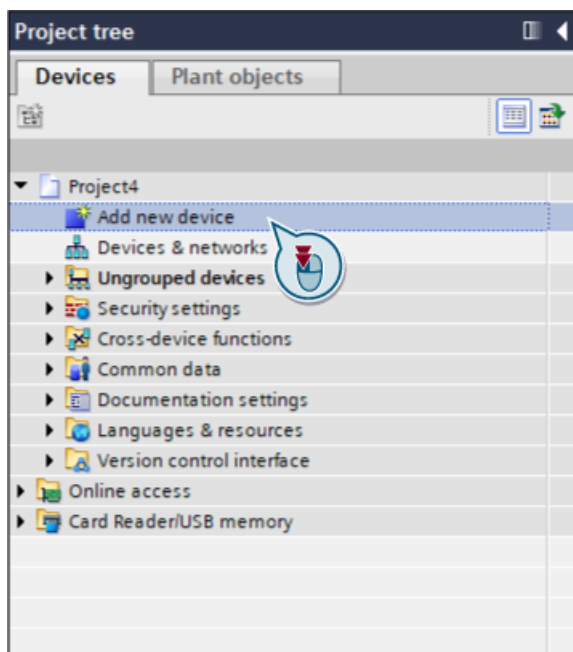 Project tree
Devices
Plant objects
Project4
Add new device
Devices & networks
Ungrouped devices
Security settings
Cross-device functions
Common data
Documentation settings
Languages & resources
Version control interface
Online access
Card Reader/USB memory